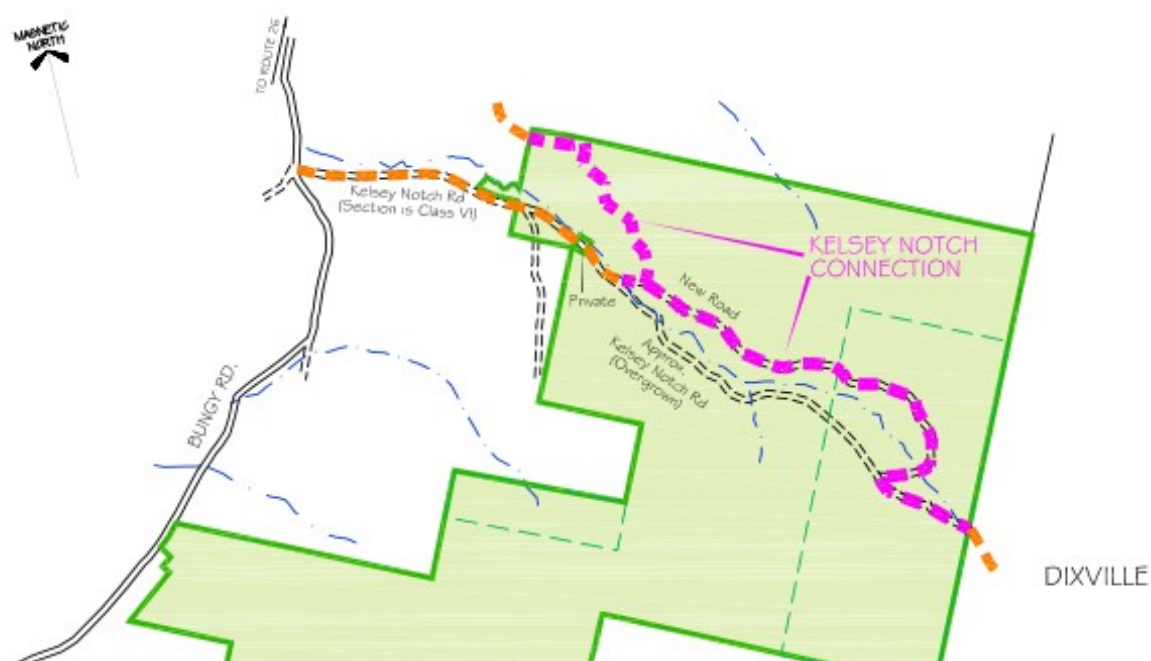 MAGNETIC
NORTH
TO ROUTE 26
Kelsey Notch Rd
(Section is Class VI)
KELSEY NOTCH
CONNECTION
New Road
Private
Approx.
Kelsey Notch Rd
(Overgrown)
BUNGY RD.
DIXVILLE